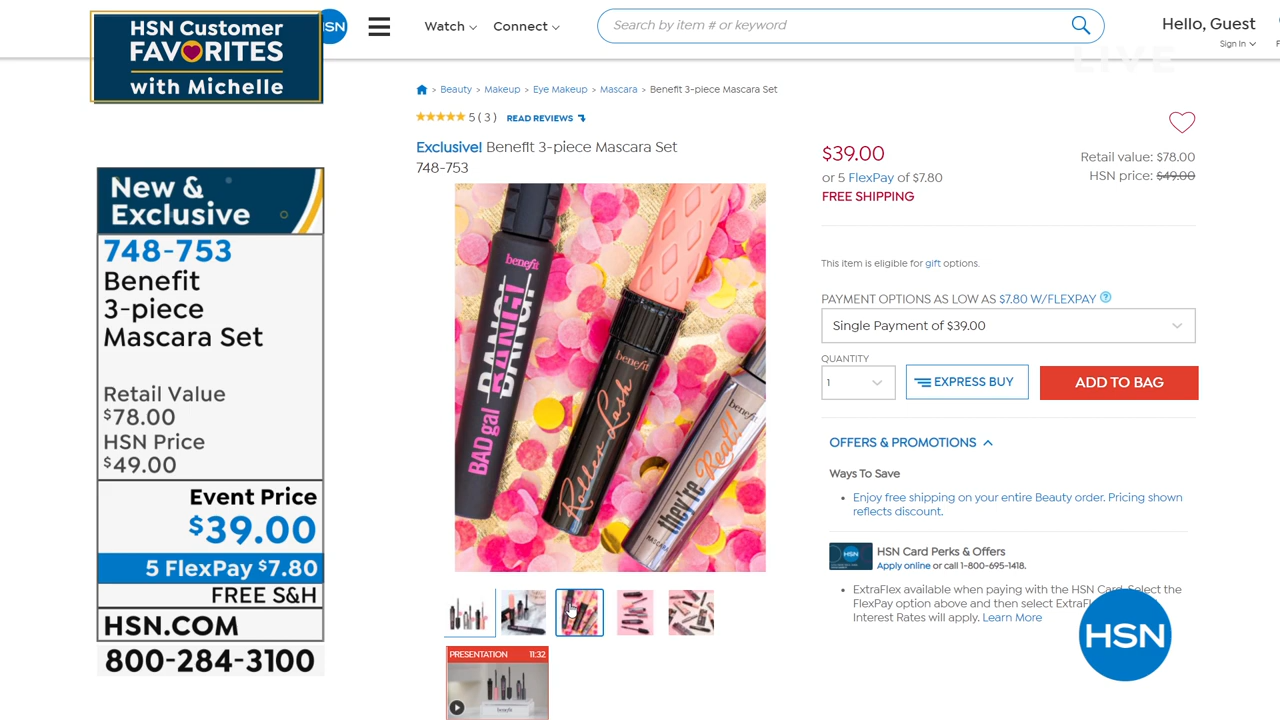 HSN Customer
FAVORITES
with Michelle
HSN
Watch
Connect
Search by item # or keyword
Hello, Guest
Sign In
LIVE
Beauty > Makeup > Eye Makeup > Mascara > Benefit 3-piece Mascara Set
5 ( 3 ) READ REVIEWS
Exclusive! Benefit 3-piece Mascara Set
748-753
$39.00
or 5 FlexPay of $7.80
FREE SHIPPING
Retail value: $78.00
HSN price: $49.00
This item is eligible for gift options.
PAYMENT OPTIONS AS LOW AS $7.80 W/FLEXPAY ?
Single Payment of $39.00
QUANTITY
1
EXPRESS BUY
ADD TO BAG
OFFERS & PROMOTIONS
Ways To Save
• Enjoy free shipping on your entire Beauty order. Pricing shown
reflects discount.
HSN
HSN Card Perks & Offers
Apply online or call 1-800-695-1418.
• ExtraFlex available when paying with the HSN Card. Select the
FlexPay option above and then select ExtraFl
Interest Rates will apply. Learn More
HSN
New &
Exclusive
748-753
Benefit
3-piece
Mascara Set
Retail Value
$78.00
HSN Price
$49.00
Event Price
$39.00
5 FlexPay $7.80
FREE S&H
HSN.COM
800-284-3100
benefit
BADgal BANG!
benefit
Roller Lash
benefit
they're Real!
MASCARA
PRESENTATION 11:32
benefit